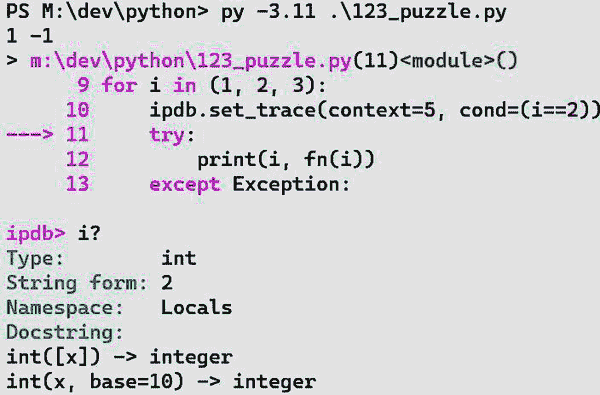 PS M:\dev\python> py -3.11 .\123_puzzle.py
1 -1
> m:\dev\python\123_puzzle.py(11)<module>()
      9 for i in (1, 2, 3):
     10     ipdb.set_trace(context=5, cond=(i==2))
---> 11     try:
     12         print(i, fn(i))
     13     except Exception:
ipdb> i?
Type:        int
String form: 2
Namespace:   Locals
Docstring:
int([x]) -> integer
int(x, base=10) -> integer